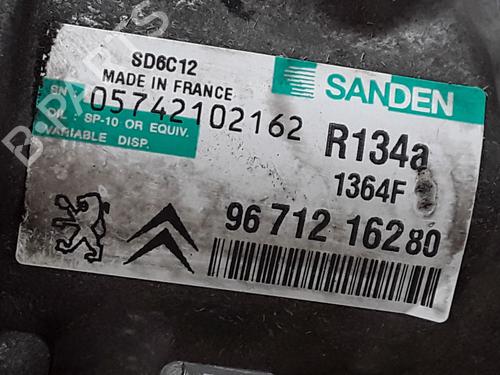 SD6C12
MADE IN FRANCE
SANDEN
SN 05742102162
OIL : SP-10 OR EQUIV.
VARIABLE DISP.
R134a
1364F
96 712 162 80
B.PARTS